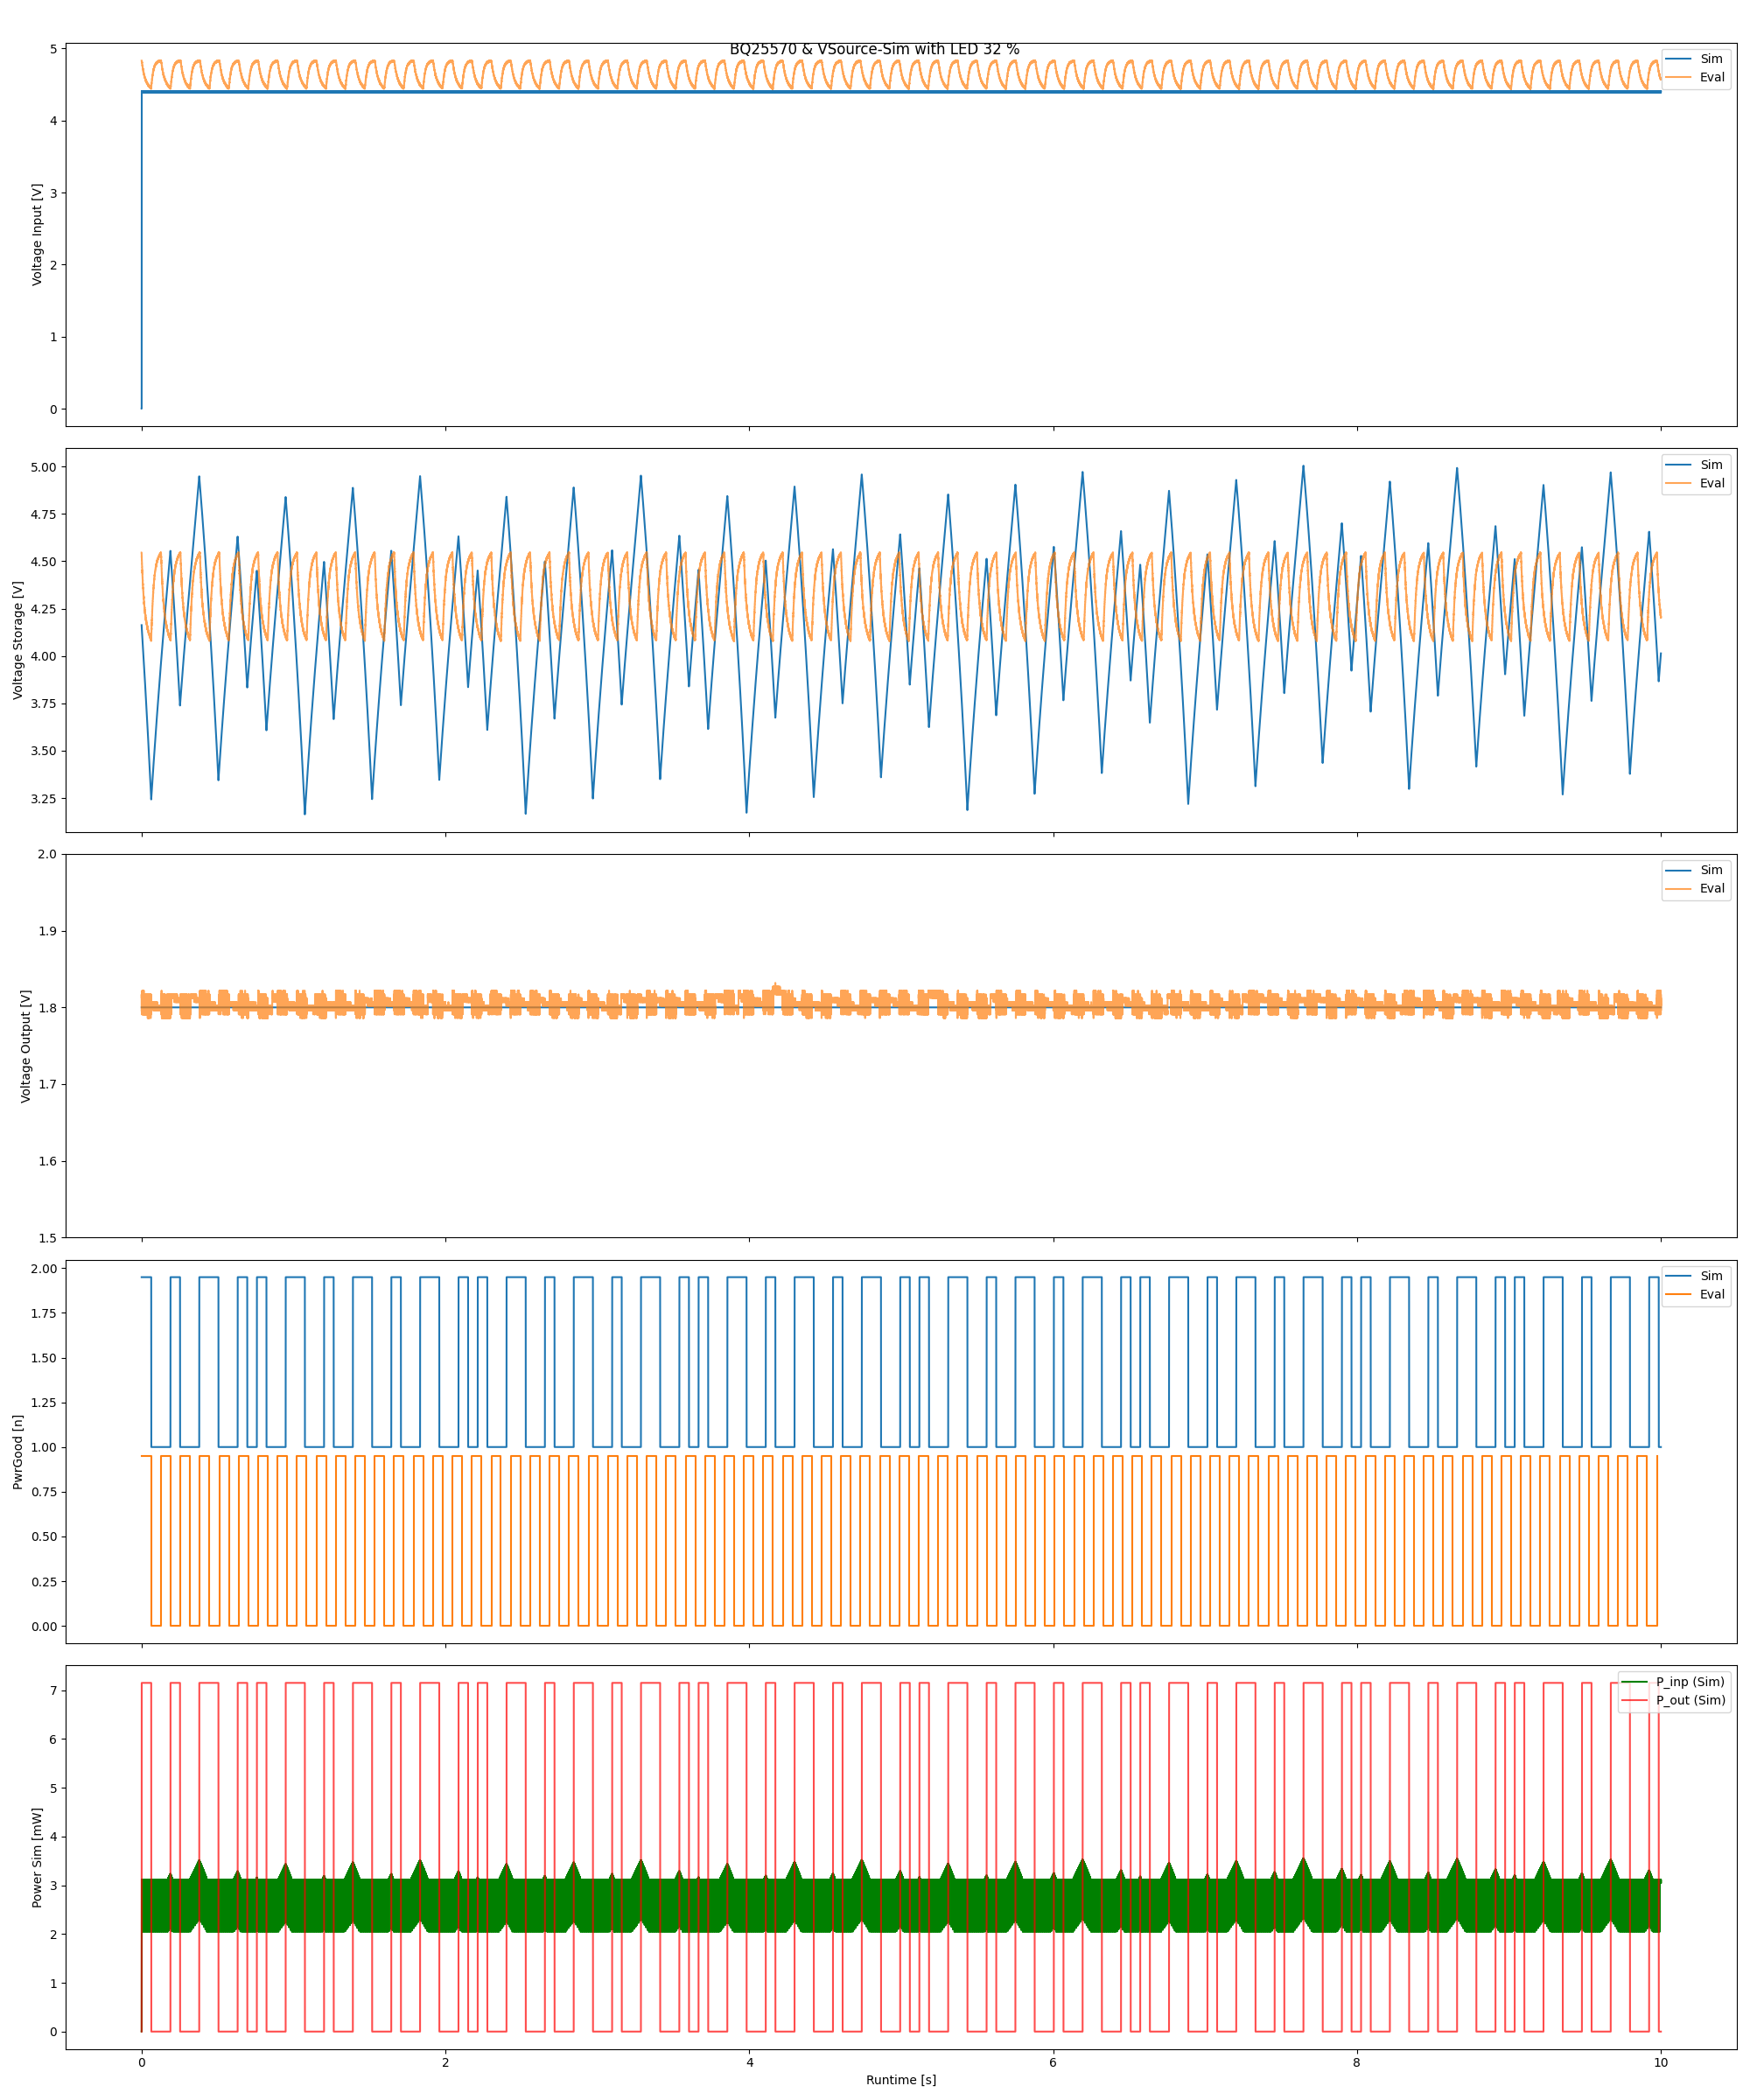 BQ25570 & VSource-Sim with LED 32 %
5
4
3
2
1
0
Voltage Input [V]
Sim
Eval
5.00
4.75
4.50
4.25
4.00
3.75
3.50
3.25
Voltage Storage [V]
Sim
Eval
2.0
1.9
1.8
1.7
1.6
1.5
Voltage Output [V]
Sim
Eval
2.00
1.75
1.50
1.25
1.00
0.75
0.50
0.25
0.00
PwrGood [n]
Sim
Eval
7
6
5
4
3
2
1
0
Power Sim [mW]
P_inp (Sim)
P_out (Sim)
0 2 4 6 8 10
Runtime [s]